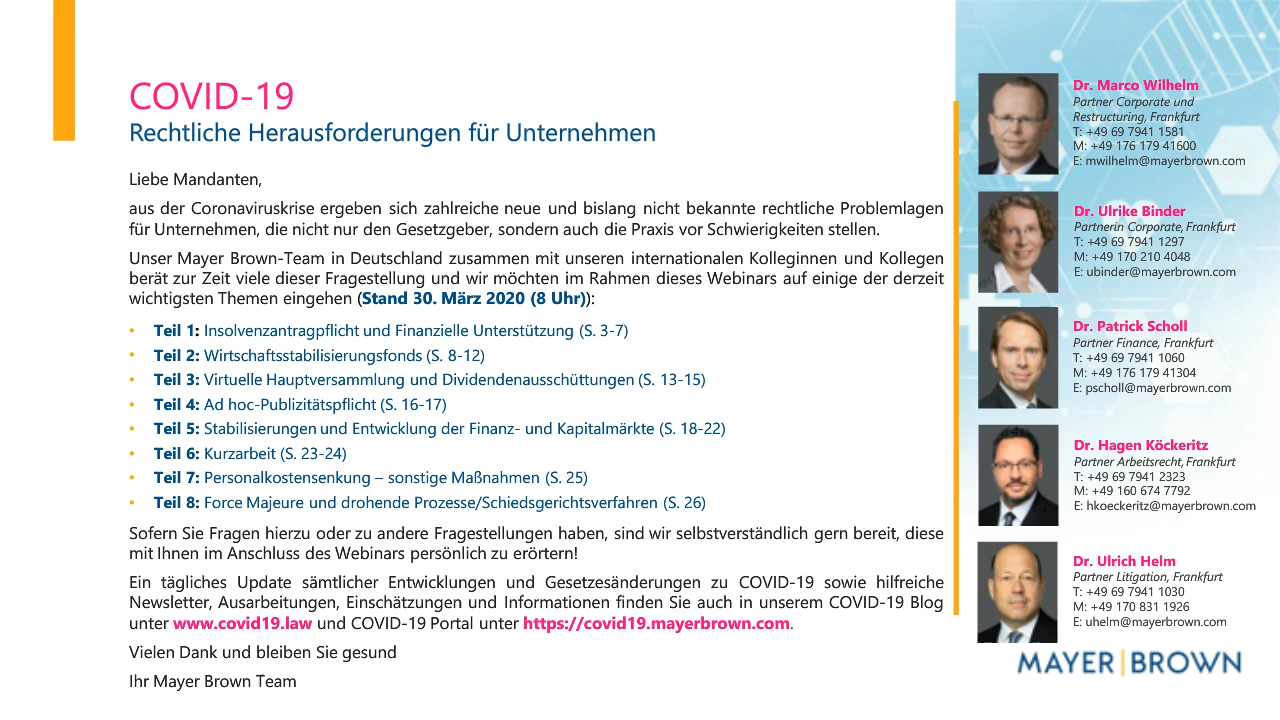 COVID-19
Rechtliche Herausforderungen für Unternehmen
Liebe Mandanten,
aus der Coronaviruskrise ergeben sich zahlreiche neue und bislang nicht bekannte rechtliche Problemlagen
für Unternehmen, die nicht nur den Gesetzgeber, sondern auch die Praxis vor Schwierigkeiten stellen.
Unser Mayer Brown-Team in Deutschland zusammen mit unseren internationalen Kolleginnen und Kollegen
berät zur Zeit viele dieser Fragestellung und wir möchten im Rahmen dieses Webinars auf einige der derzeit
wichtigsten Themen eingehen (Stand 30. März 2020 (8 Uhr)):
• Teil 1: Insolvenzantragpflicht und Finanzielle Unterstützung (S. 3-7)
• Teil 2: Wirtschaftsstabilisierungsfonds (S. 8-12)
• Teil 3: Virtuelle Hauptversammlung und Dividendenausschüttungen (S. 13-15)
• Teil 4: Ad hoc-Publizitätspflicht (S. 16-17)
• Teil 5: Stabilisierungen und Entwicklung der Finanz- und Kapitalmärkte (S. 18-22)
• Teil 6: Kurzarbeit (S. 23-24)
• Teil 7: Personalkostensenkung – sonstige Maßnahmen (S. 25)
• Teil 8: Force Majeure und drohende Prozesse/Schiedsgerichtsverfahren (S. 26)
Sofern Sie Fragen hierzu oder zu andere Fragestellungen haben, sind wir selbstverständlich gern bereit, diese
mit Ihnen im Anschluss des Webinars persönlich zu erörtern!
Ein tägliches Update sämtlicher Entwicklungen und Gesetzesänderungen zu COVID-19 sowie hilfreiche
Newsletter, Ausarbeitungen, Einschätzungen und Informationen finden Sie auch in unserem COVID-19 Blog
unter www.covid19.law und COVID-19 Portal unter https://covid19.mayerbrown.com.
Vielen Dank und bleiben Sie gesund
Ihr Mayer Brown Team
Dr. Marco Wilhelm
Partner Corporate und
Restructuring, Frankfurt
T: +49 69 7941 1581
M: +49 176 179 41600
E: mwilhelm@mayerbrown.com
Dr. Ulrike Binder
Partnerin Corporate, Frankfurt
T: +49 69 7941 1297
M: +49 170 210 4048
E: ubinder@mayerbrown.com
Dr. Patrick Scholl
Partner Finance, Frankfurt
T: +49 69 7941 1060
M: +49 176 179 41304
E: pscholl@mayerbrown.com
Dr. Hagen Köckeritz
Partner Arbeitsrecht, Frankfurt
T: +49 69 7941 2323
M: +49 160 674 7792
E: hkoeckeritz@mayerbrown.com
Dr. Ulrich Helm
Partner Litigation, Frankfurt
T: +49 69 7941 1030
M: +49 170 831 1926
E: uhelm@mayerbrown.com
MAYER|BROWN